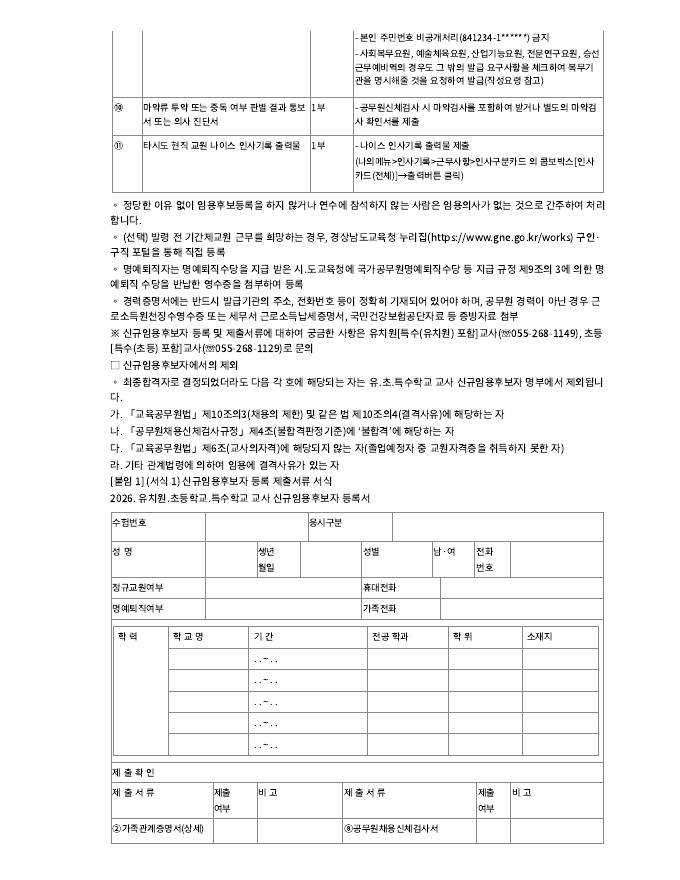 - 본인 주민번호 비공개처리(841234-1******) 금지
- 사회복무요원, 예술체육요원, 산업기능요원, 전문연구요원, 승선
근무예비역의 경우도 그 밖의 발급 요구사항을 체크하여 복무기
관을 명시해줄 것을 요청하여 발급(작성요령 참고)
⑩ 마약류 투약 또는 중독 여부 판별 결과 통보 1부 - 공무원신체검사 시 마약검사를 포함하여 받거나 별도의 마약검
서 또는 의사 진단서 사 확인서를 제출
⑪ 타시도 현직 교원 나이스 인사기록 출력물 1부 - 나이스 인사기록 출력물 제출
(나의메뉴>인사기록>근무사항>인사구분카드 의 콤보박스[인사
카드(전체)]→출력버튼 클릭)
◦ 정당한 이유 없이 임용후보등록을 하지 않거나 연수에 참석하지 않는 사람은 임용의사가 없는 것으로 간주하여 처리
합니다.
◦ (선택) 발령 전 기간제교원 근무를 희망하는 경우, 경상남도교육청 누리집(https://www.gne.go.kr/works) 구인·
구직 포털을 통해 직접 등록
◦ 명예퇴직자는 명예퇴직수당을 지급 받은 시.도교육청에 국가공무원명예퇴직수당 등 지급 규정 제9조의 3에 의한 명
예퇴직 수당을 반납한 영수증을 첨부하여 등록
◦ 경력증명서에는 반드시 발급기관의 주소, 전화번호 등이 정확히 기재되어 있어야 하며, 공무원 경력이 아닌 경우 근
로소득원천징수영수증 또는 세무서 근로소득납세증명서, 국민건강보험공단자료 등 증빙자료 첨부
※ 신규임용후보자 등록 및 제출서류에 대하여 궁금한 사항은 유치원[특수(유치원) 포함]교사(☏055-268-1149), 초등
[특수(초등) 포함]교사(☏055-268-1129)로 문의
□ 신규임용후보자에서의 제외
◦ 최종합격자로 결정되었더라도 다음 각 호에 해당되는 자는 유.초.특수학교 교사 신규임용후보자 명부에서 제외됩니
다.
가. 「교육공무원법」제10조의3(채용의 제한) 및 같은 법 제10조의4(결격사유)에 해당하는 자
나. 「공무원채용신체검사규정」제4조(불합격판정기준)에 '불합격'에 해당하는 자
다. 「교육공무원법」제6조(교사의자격)에 해당되지 않는 자(졸업예정자 중 교원자격증을 취득하지 못한 자)
라. 기타 관계법령에 의하여 임용에 결격사유가 있는 자
[붙임 1] (서식 1) 신규임용후보자 등록 제출서류 서식
2026. 유치원.초등학교.특수학교 교사 신규임용후보자 등록서
수험번호 응시구분
성 명 생년 성별 남·여 전화
월일 번호
정규교원여부 휴대전화
명예퇴직여부 가족전화
학 력 학 교 명 기 간 전공 학과 학 위 소재지
. . ~ . .
. . ~ . .
. . ~ . .
. . ~ . .
. . ~ . .
제 출 확 인
제 출 서 류 제출 비 고 제 출 서 류 제출 비 고
여부 여부
②가족관계증명서(상세) ⑧공무원채용신체검사서